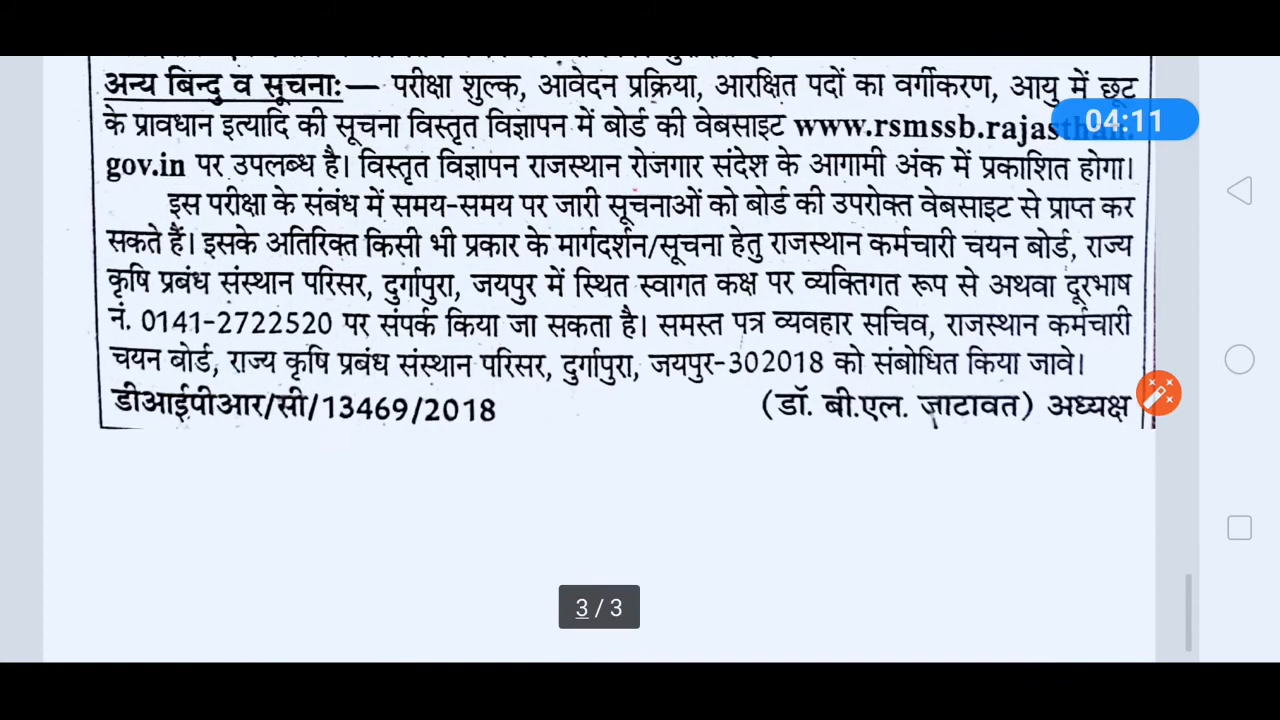 अन्य बिन्दु व सूचनाः— परीक्षा शुल्क, आवेदन प्रक्रिया, आरक्षित पदों का वर्गीकरण, आयु में छूट
के प्रावधान इत्यादि की सूचना विस्तृत विज्ञापन में बोर्ड की वेबसाइट www.rsmssb.rajasthan.
04:11
gov.in पर उपलब्ध है। विस्तृत विज्ञापन राजस्थान रोजगार संदेश के आगामी अंक में प्रकाशित होगा।
इस परीक्षा के संबंध में समय-समय पर जारी सूचनाओं को बोर्ड की उपरोक्त वेबसाइट से प्राप्त कर
सकते हैं। इसके अतिरिक्त किसी भी प्रकार के मार्गदर्शन/सूचना हेतु राजस्थान कर्मचारी चयन बोर्ड, राज्य
कृषि प्रबंध संस्थान परिसर, दुर्गापुरा, जयपुर में स्थित स्वागत कक्ष पर व्यक्तिगत रूप से अथवा दूरभाष
नं. 0141-2722520 पर संपर्क किया जा सकता है। समस्त पत्र व्यवहार सचिव, राजस्थान कर्मचारी
चयन बोर्ड, राज्य कृषि प्रबंध संस्थान परिसर, दुर्गापुरा, जयपुर-302018 को संबोधित किया जावे।
डीआईपीआर/सी/13469/2018 (डॉ. बी.एल. जाटावत) अध्यक्ष
3 / 3